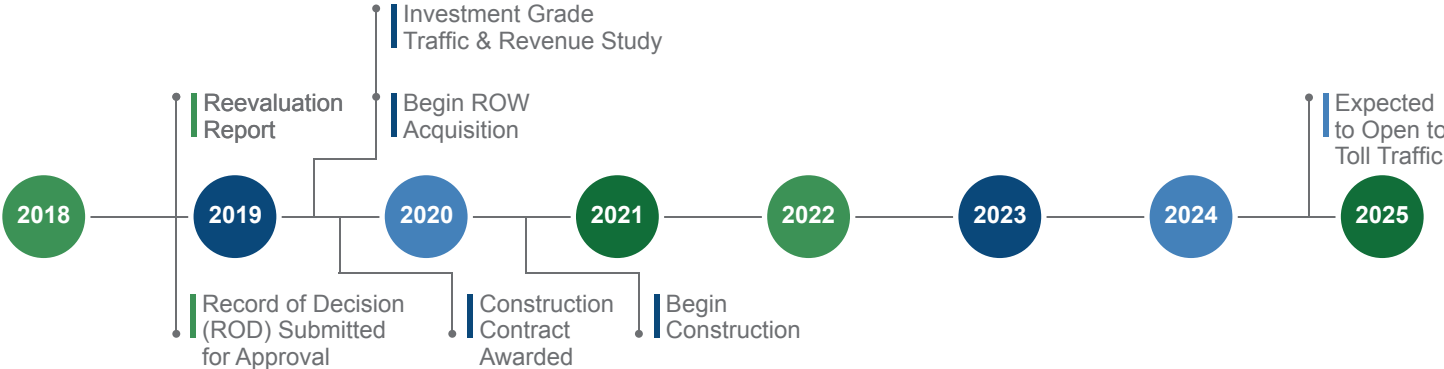 Investment Grade
Traffic & Revenue Study
Reevaluation
Report
Begin ROW
Acquisition
Expected
to Open to
Toll Traffic
2018
2019
2020
2021
2022
2023
2024
2025
Record of Decision
(ROD) Submitted
for Approval
Construction
Contract
Awarded
Begin
Construction